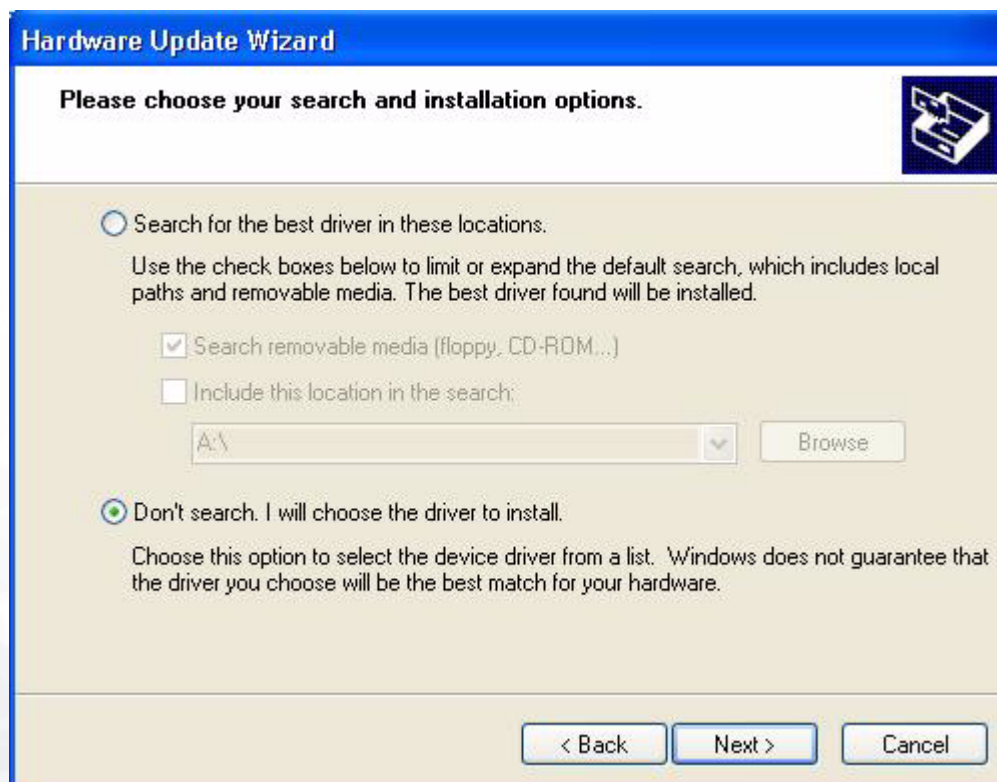 Hardware Update Wizard
Please choose your search and installation options.
Search for the best driver in these locations.
Use the check boxes below to limit or expand the default search, which includes local
paths and removable media. The best driver found will be installed.
Search removable media (floppy, CD-ROM...)
Include this location in the search:
A:\
Browse
Don't search. I will choose the driver to install.
Choose this option to select the device driver from a list. Windows does not guarantee that
the driver you choose will be the best match for your hardware.
< Back Next > Cancel